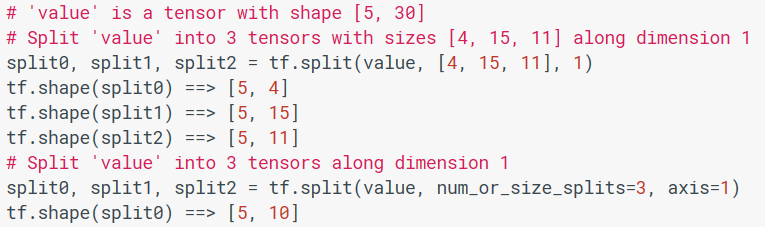 # 'value' is a tensor with shape [5, 30]
# Split 'value' into 3 tensors with sizes [4, 15, 11] along dimension 1
split0, split1, split2 = tf.split(value, [4, 15, 11], 1)
tf.shape(split0) ==> [5, 4]
tf.shape(split1) ==> [5, 15]
tf.shape(split2) ==> [5, 11]
# Split 'value' into 3 tensors along dimension 1
split0, split1, split2 = tf.split(value, num_or_size_splits=3, axis=1)
tf.shape(split0) ==> [5, 10]